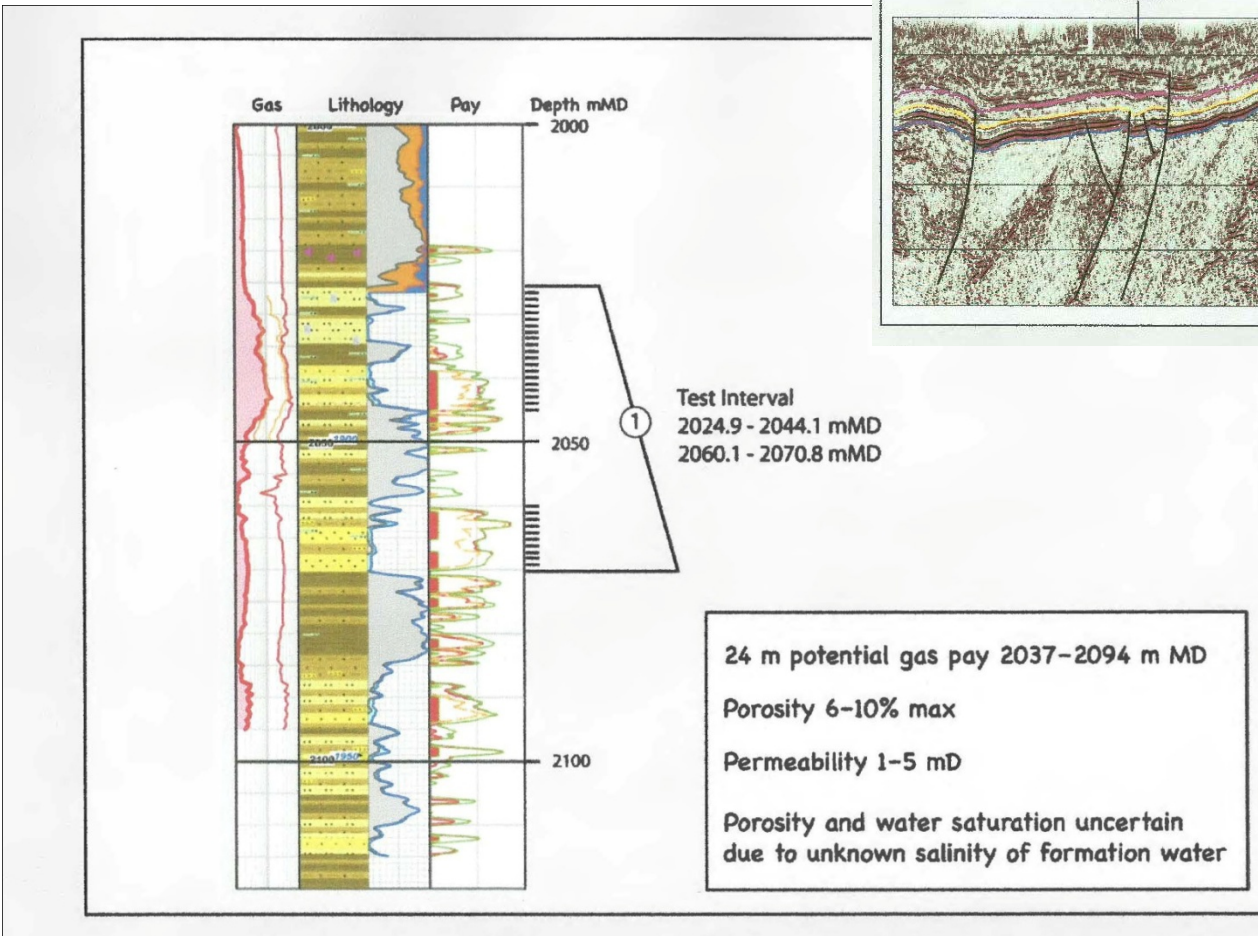 Gas Lithology Pay Depth mMD
2000
2050
2100
1
Test Interval
2024.9 - 2044.1 mMD
2060.1 - 2070.8 mMD
24 m potential gas pay 2037-2094 m MD
Porosity 6-10% max
Permeability 1-5 mD
Porosity and water saturation uncertain
due to unknown salinity of formation water